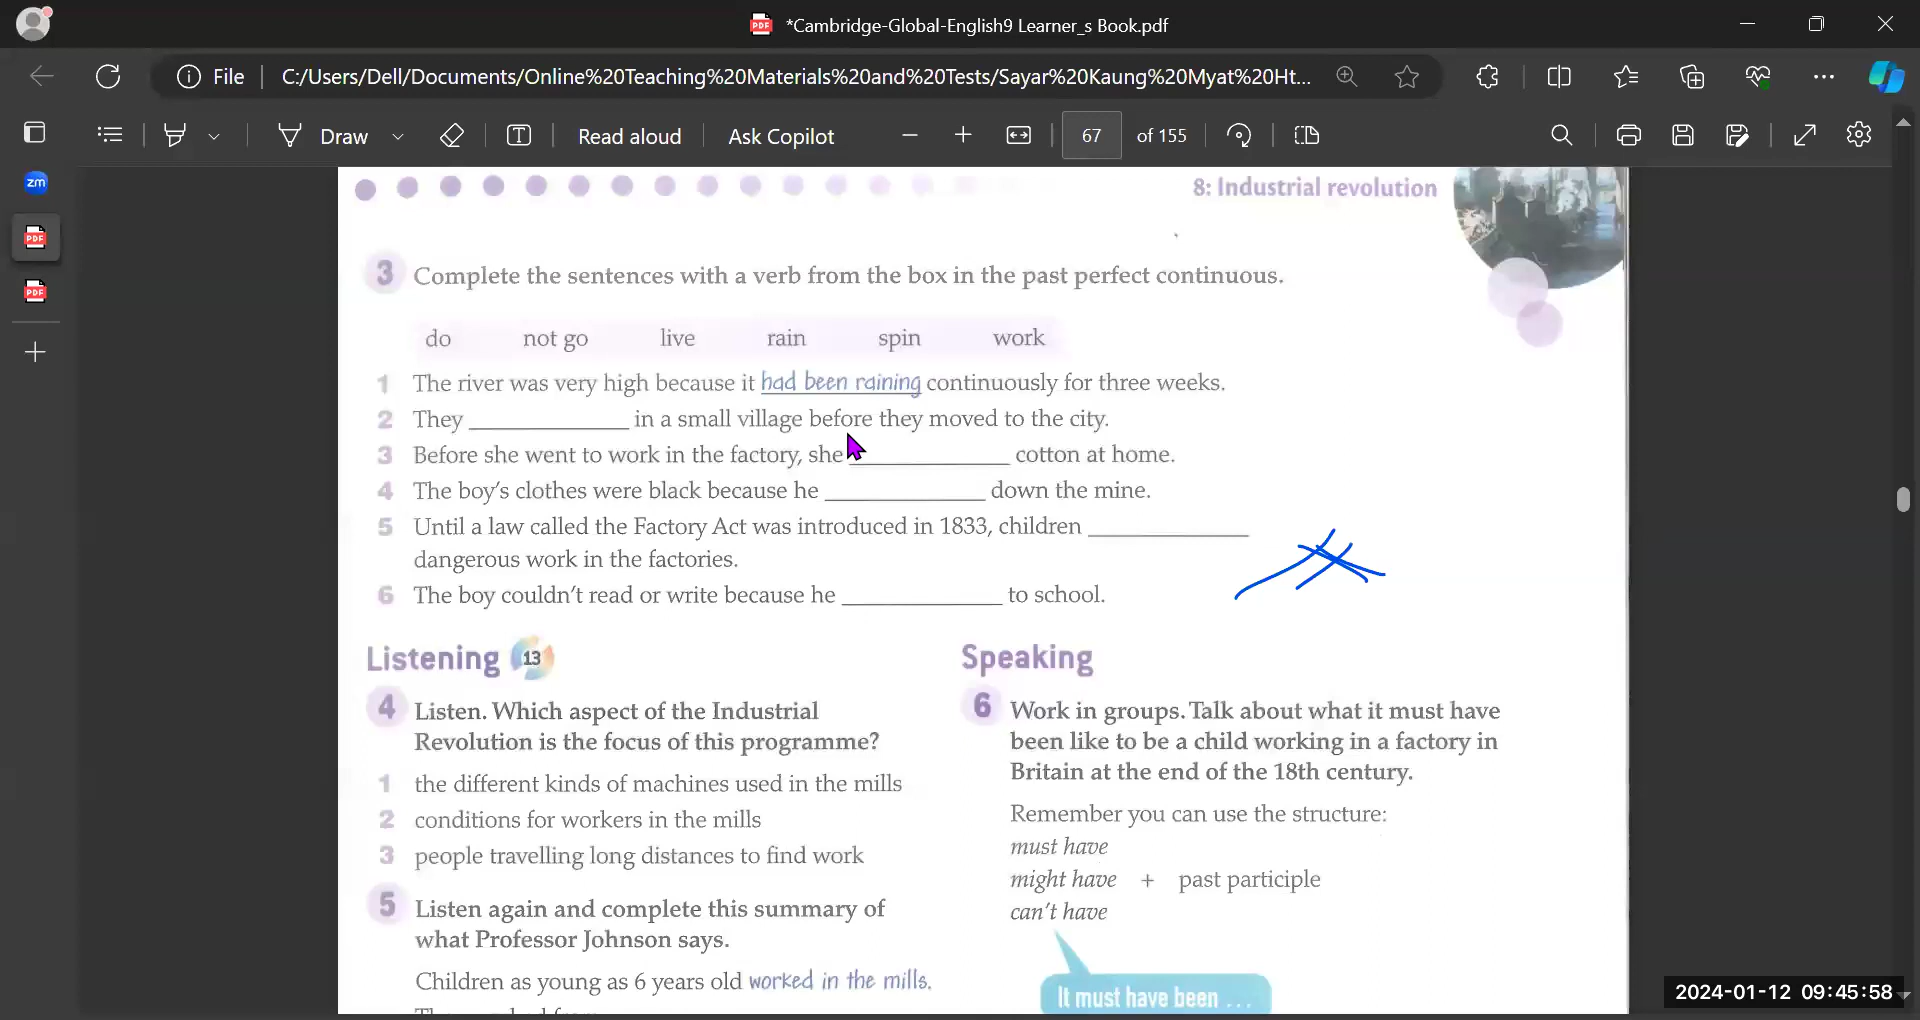 *Cambridge-Global-English9 Learner_s Book.pdf
File C:/Users/Dell/Documents/Online%20Teaching%20Materials%20and%20Tests/Sayar%20Kaung%20Myat%20Ht...
Draw Read aloud Ask Copilot 67 of 155
zm
8: Industrial revolution
3 Complete the sentences with a verb from the box in the past perfect continuous.
do not go live rain spin work
1 The river was very high because it had been raining continuously for three weeks.
2 They ____________ in a small village before they moved to the city.
3 Before she went to work in the factory, she ____________ cotton at home.
4 The boy's clothes were black because he ____________ down the mine.
5 Until a law called the Factory Act was introduced in 1833, children ____________
dangerous work in the factories.
6 The boy couldn't read or write because he ____________ to school.
Listening 13
4 Listen. Which aspect of the Industrial
Revolution is the focus of this programme?
1 the different kinds of machines used in the mills
2 conditions for workers in the mills
3 people travelling long distances to find work
5 Listen again and complete this summary of
what Professor Johnson says.
Children as young as 6 years old worked in the mills.
Speaking
6 Work in groups. Talk about what it must have
been like to be a child working in a factory in
Britain at the end of the 18th century.
Remember you can use the structure:
must have
might have + past participle
can't have
It must have been ...
2024-01-12 09:45:58